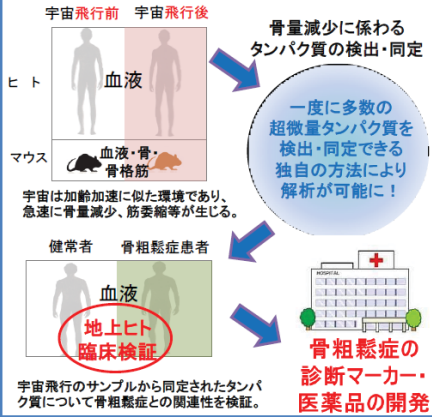 宇宙飛行前 宇宙飛行後
ヒト
血液
マウス
血液・骨・
骨格筋
宇宙は加齢加速に似た環境であり、
急速に骨量減少、筋委縮等が生じる。
骨量減少に係わる
タンパク質の検出・同定
一度に多数の
超微量タンパク質を
検出・同定できる
独自の方法により
解析が可能に！
健常者 骨粗鬆症患者
血液
地上ヒト
臨床検証
宇宙飛行のサンプルから同定されたタンパ
ク質について骨粗鬆症との関連性を検証。
HOSPITAL
骨粗鬆症の
診断マーカー・
医薬品の開発